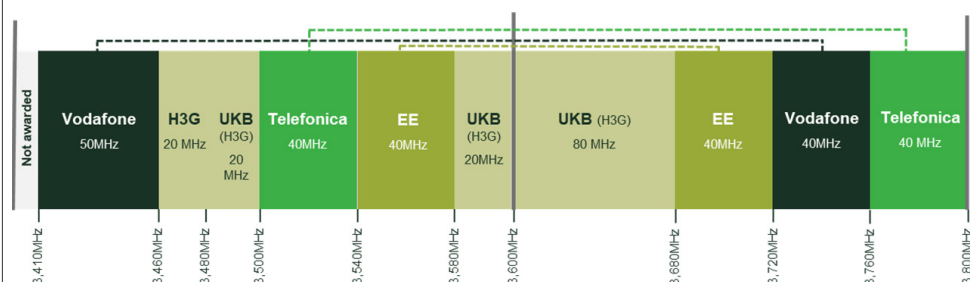 Not awarded
Vodafone
50MHz
H3G
20 MHz
UKB
(H3G)
20
MHz
Telefonica
40MHz
EE
40MHz
UKB
(H3G)
20MHz
UKB (H3G)
80 MHz
EE
40MHz
Vodafone
40MHz
Telefonica
40 MHz
3,410MHz
3,460MHz
3,480MHz
3,500MHz
3,540MHz
3,580MHz
3,600MHz
3,680MHz
3,720MHz
3,760MHz
3,800MHz